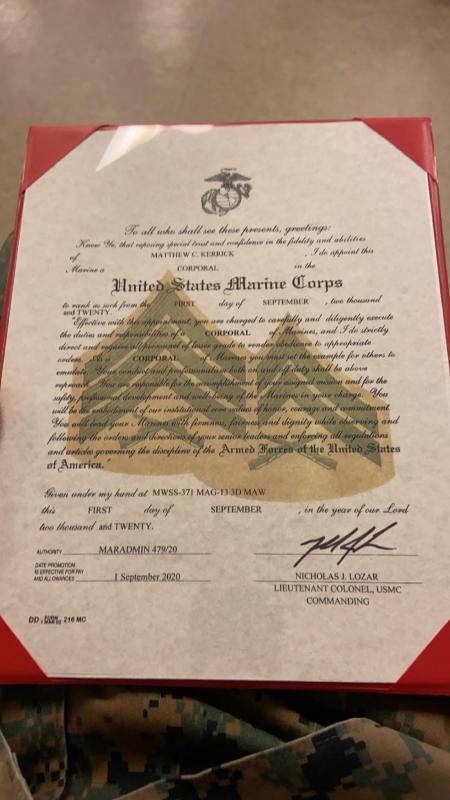 To all who shall see these presents, greetings:
Know Ye, that reposing special trust and confidence in the fidelity and abilities
of MATTHEW C. KERRICK , I do appoint this
Marine a CORPORAL in the
United States Marine Corps
to rank as such from the FIRST day of SEPTEMBER , two thousand
and TWENTY.
"Effective with this appointment, you are charged to carefully and diligently execute
the duties and responsibilities of a CORPORAL of Marines, and I do strictly
direct and require all personnel of lesser grade to render obedience to appropriate
orders. As a CORPORAL of Marines you must set the example for others to
emulate. Your conduct and professionalism both on and off duty shall be above
reproach. You are responsible for the accomplishment of your assigned mission and for the
safety, professional development and well-being of the Marines in your charge. You
will be the embodiment of our institutional core values of honor, courage and commitment.
You will lead your Marines with firmness, fairness and dignity while observing and
following the orders and directions of your senior leaders and enforcing all regulations
and articles governing the discipline of the Armed Forces of the United States
of America."
Given under my hand at MWSS-371 MAG-13 3D MAW
this FIRST day of SEPTEMBER , in the year of our Lord
two thousand and TWENTY.
AUTHORITY MARADMIN 479/20
DATE PROMOTION
IS EFFECTIVE FOR PAY
AND ALLOWANCES 1 September 2020
NICHOLAS J. LOZAR
LIEUTENANT COLONEL, USMC
COMMANDING
DD FORM 216 MC